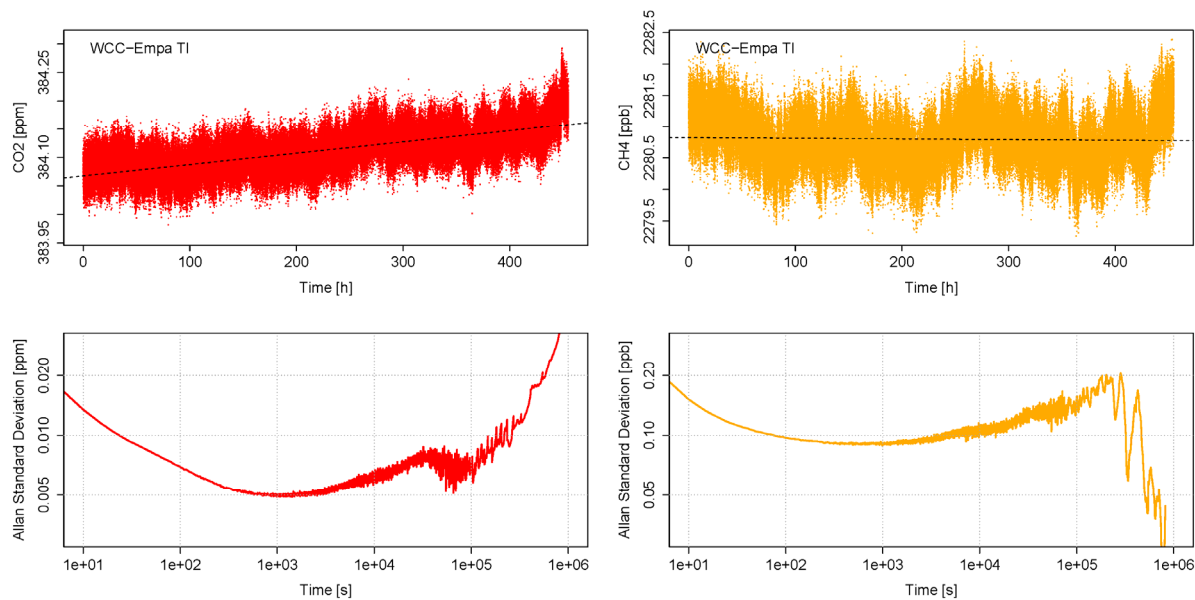 WCC−Empa TI
CO2 [ppm]
384.25
384.10
383.95
0
100
200
300
400
Time [h]
WCC−Empa TI
CH4 [ppb]
2282.5
2281.5
2280.5
2279.5
0
100
200
300
400
Time [h]
Allan Standard Deviation [ppm]
0.020
0.010
0.005
1e+01
1e+02
1e+03
1e+04
1e+05
1e+06
Time [s]
Allan Standard Deviation [ppb]
0.20
0.10
0.05
1e+01
1e+02
1e+03
1e+04
1e+05
1e+06
Time [s]